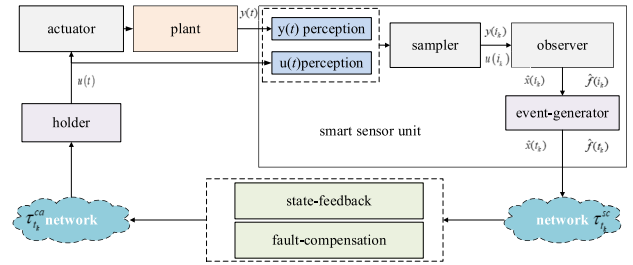 actuator
plant
y(t)
y(t) perception
u(t)perception
sampler
y(i_k)
u(i_k)
observer
u(t)
x̂(i_k) f̂(i_k)
holder
event-generator
smart sensor unit
x̂(t_k) f̂(t_k)
state-feedback
fault-compensation
τ_{t_k}^{ca} network
network τ_{t_k}^{sc}